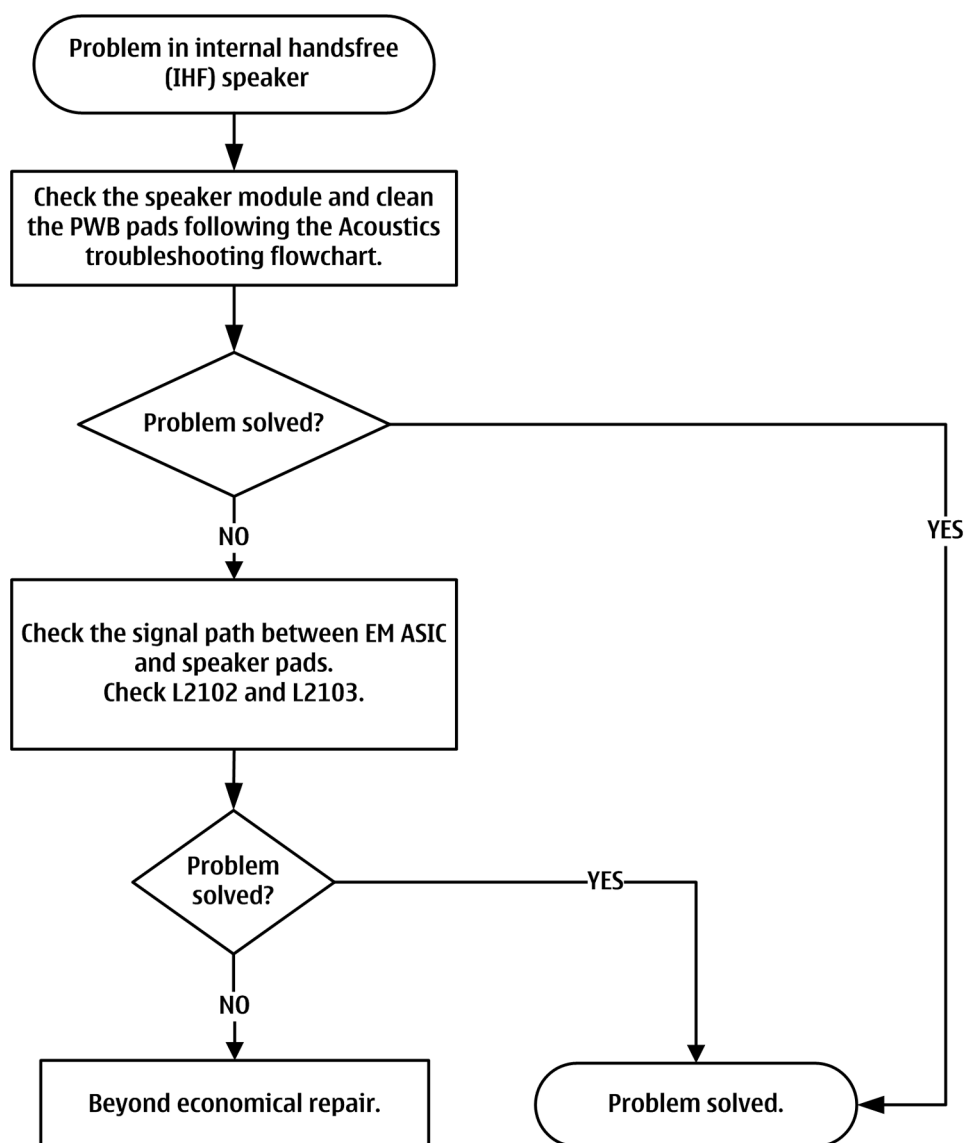 Problem in internal handsfree
(IHF) speaker
Check the speaker module and clean
the PWB pads following the Acoustics
troubleshooting flowchart.
Problem solved?
YES
NO
Check the signal path between EM ASIC
and speaker pads.
Check L2102 and L2103.
Problem
solved?
YES
NO
Beyond economical repair.
Problem solved.